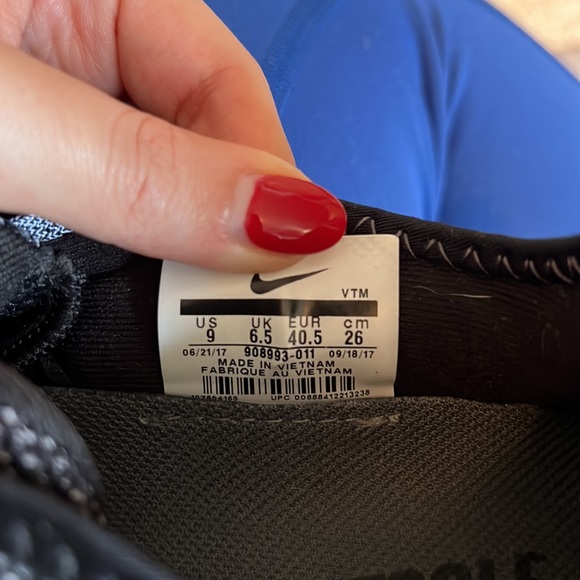 VTM
US UK EUR cm
9 6.5 40.5 26
06/21/17 908993-011 09/18/17
MADE IN VIETNAM
FABRIQUE AU VIETNAM
UPC 00888412213238